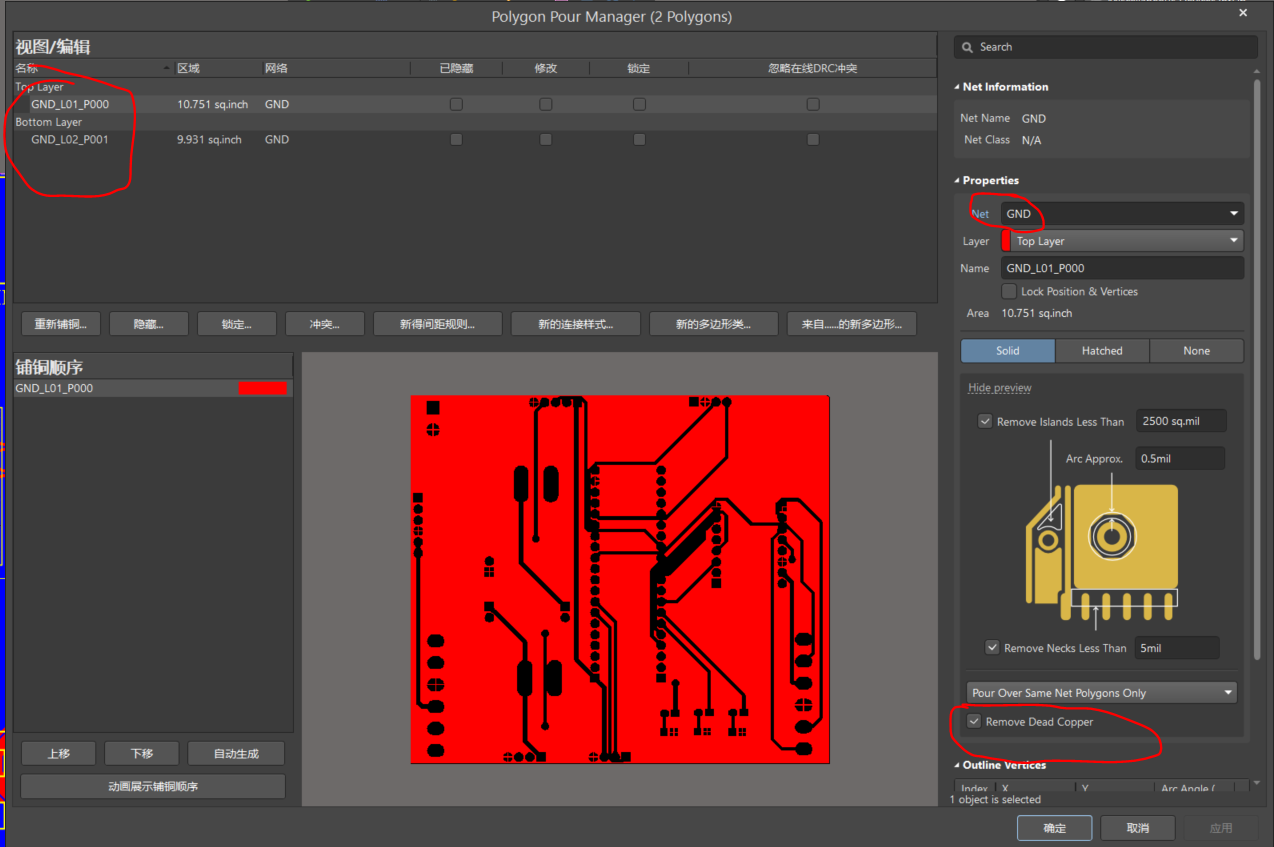 Polygon Pour Manager (2 Polygons)
视图/编辑
名称 区域 网络 已隐藏 修改 锁定 忽略在线DRC冲突
Top Layer
GND_L01_P000 10.751 sq.inch GND
Bottom Layer
GND_L02_P001 9.931 sq.inch GND
重新铺铜... 隐藏... 锁定... 冲突... 新得间距规则... 新的连接样式... 新的多边形类... 来自......的新多边形...
铺铜顺序
GND_L01_P000
上移 下移 自动生成
动画展示铺铜顺序
Search
Net Information
Net Name GND
Net Class N/A
Properties
Net GND
Layer Top Layer
Name GND_L01_P000
Lock Position & Vertices
Area 10.751 sq.inch
Solid Hatched None
Hide preview
Remove Islands Less Than 2500 sq.mil
Arc Approx. 0.5mil
Remove Necks Less Than 5mil
Pour Over Same Net Polygons Only
Remove Dead Copper
Outline Vertices
Index X Y Arc Angle (
1 object is selected
确定 取消 应用